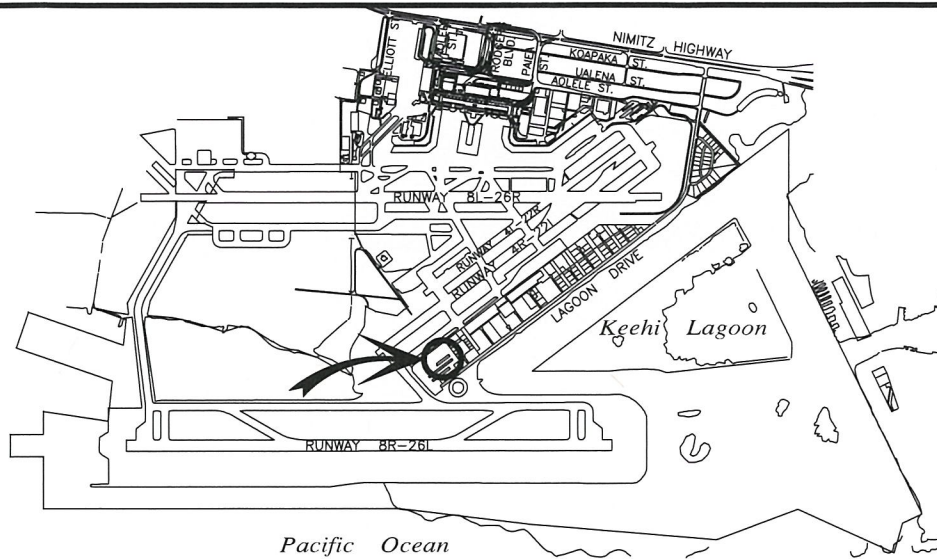 NIMITZ HIGHWAY
ELLIOTT ST.
ST.
RODGERS BLVD.
PAIEA ST.
KOAPAKA ST.
UALENA ST.
AOLELE ST.
RUNWAY 8L-26R
RUNWAY 4L-22R
RUNWAY 4R-22L
LAGOON DRIVE
Keehi Lagoon
RUNWAY 8R-26L
Pacific Ocean